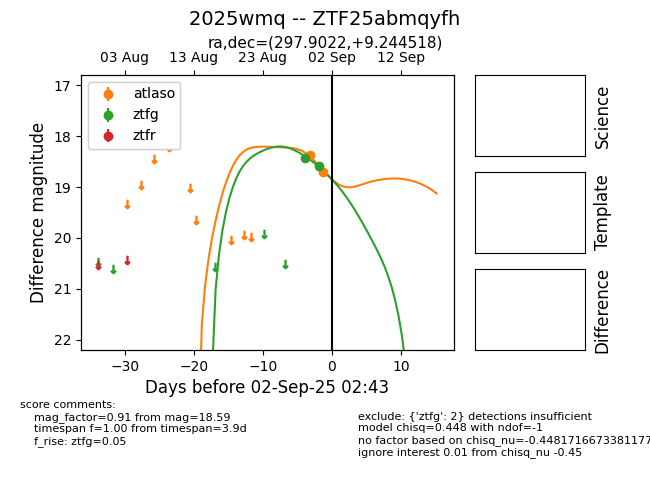 2025wmq -- ZTF25abmqyfh
ra,dec=(297.9022,+9.244518)
03 Aug 13 Aug 23 Aug 02 Sep 12 Sep
atlaso
ztfg
ztfr
17
18
19
20
21
22
Difference magnitude
−30 −20 −10 0 10
Days before 02-Sep-25 02:43
Science
Template
Difference
score comments:
mag_factor=0.91 from mag=18.59
timespan f=1.00 from timespan=3.9d
f_rise: ztfg=0.05
exclude: {'ztfg': 2} detections insufficient
model chisq=0.448 with ndof=-1
no factor based on chisq_nu=-0.4481716673381177
ignore interest 0.01 from chisq_nu -0.45